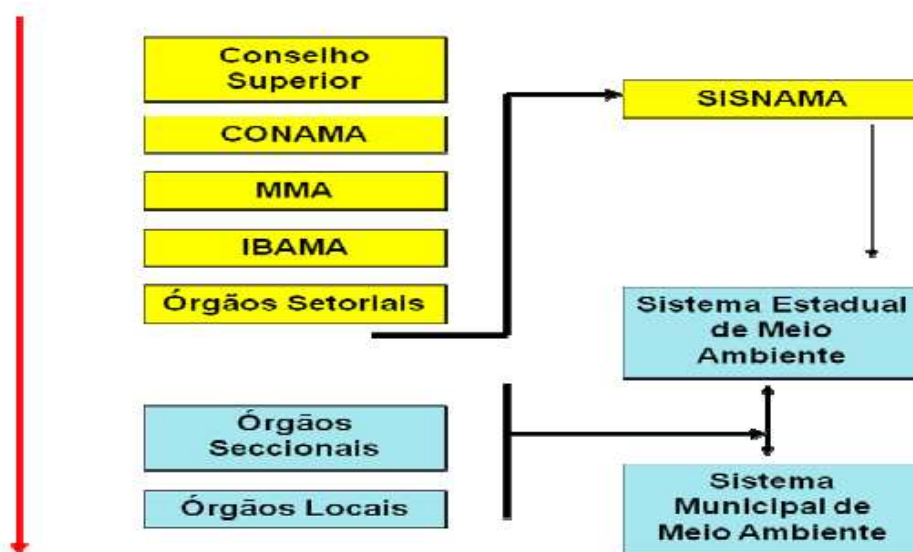 Conselho
Superior
CONAMA
MMA
IBAMA
Órgãos Setoriais
Órgãos
Seccionais
Órgãos Locais
SISNAMA
Sistema Estadual
de Meio
Ambiente
Sistema
Municipal de
Meio Ambiente